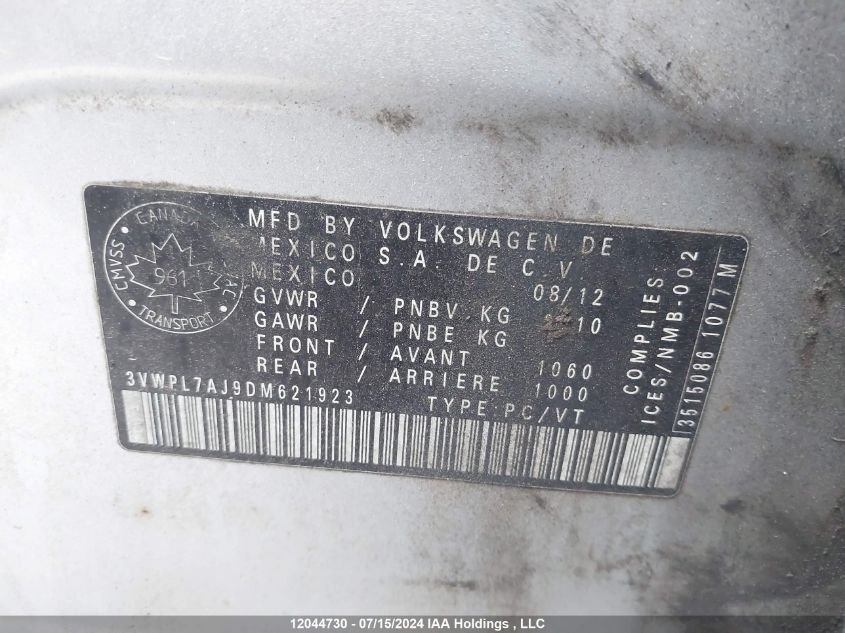 CANADA
CMVSS
961
TRANSPORT
MFD BY VOLKSWAGEN DE
MEXICO S.A. DE C.V.
MEXICO 08/12
GVWR / PNBV KG
GAWR / PNBE KG
FRONT / AVANT 1060
REAR / ARRIERE 1000
3VWPL7AJ9DM621923 TYPE:PC/VT
COMPLIES:
ICES/NMB-002
3515086 1077 M
12044730 - 07/15/2024 IAA Holdings , LLC